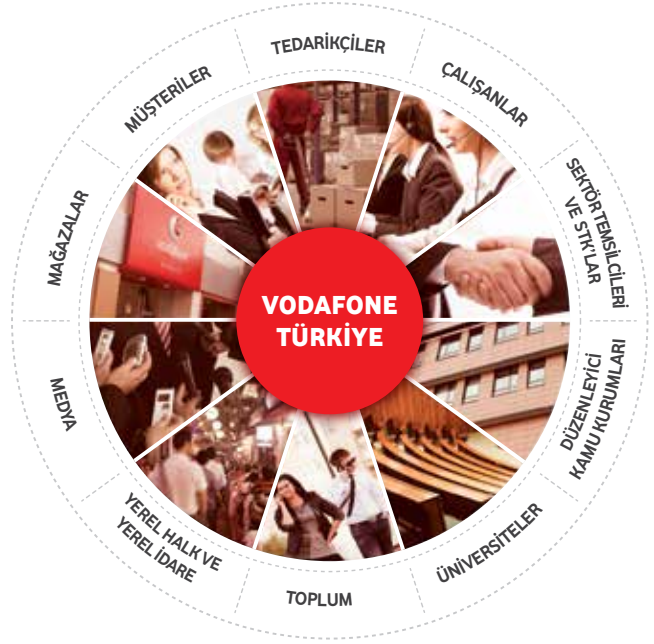 TEDARİKÇİLER
ÇALIŞANLAR
SEKTÖR TEMSİLCİLERİ
VE STK'LAR
DÜZENLEYİCİ
KAMU KURUMLARI
ÜNİVERSİTELER
TOPLUM
YEREL HALK VE
YEREL İDARE
MEDYA
MAĞAZALAR
MÜŞTERİLER
VODAFONE
TÜRKİYE